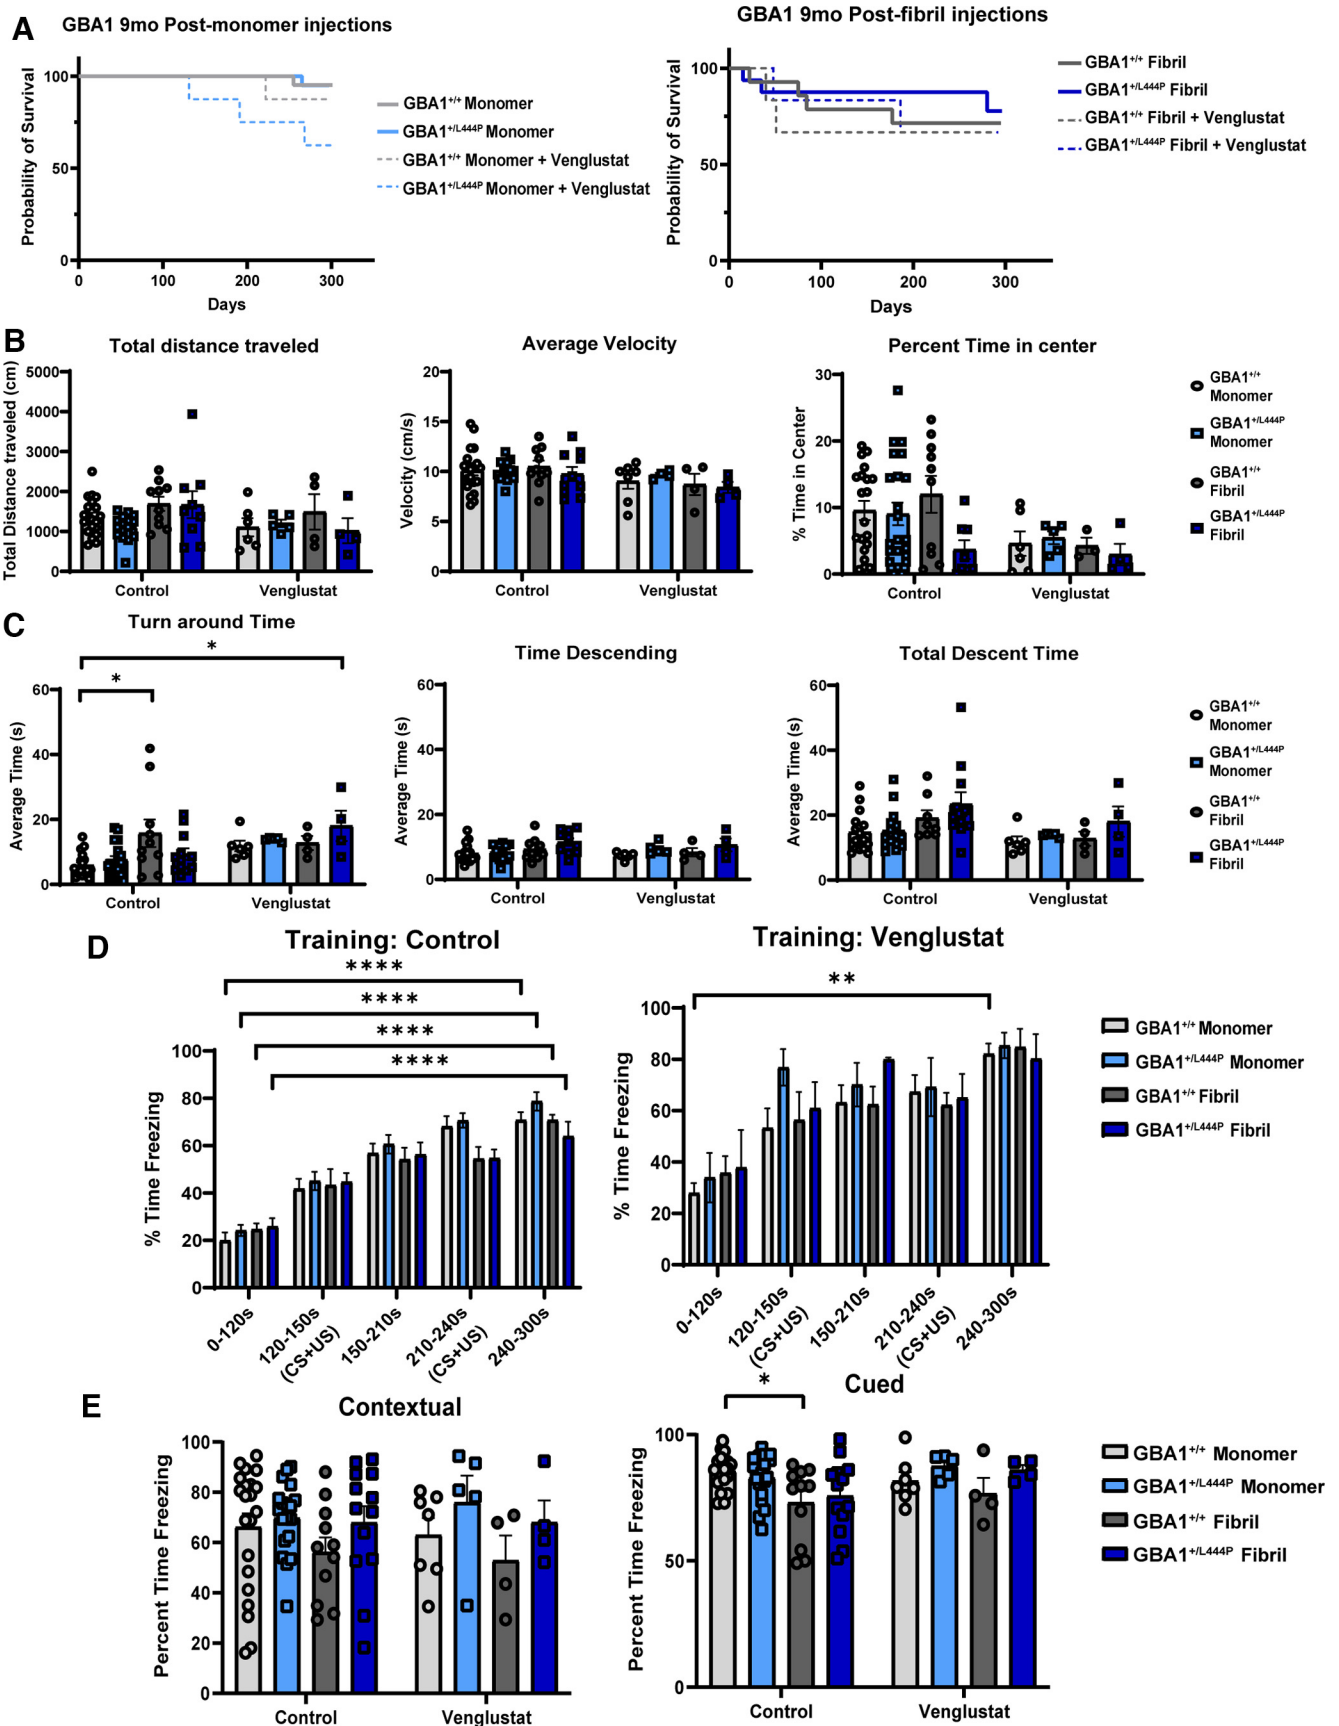 A
GBA1 9mo Post-monomer injections
GBA1 9mo Post-fibril injections
Probability of Survival
100
50
0
0 100 200 300
Days
GBA1+/+ Monomer
GBA1+/L444P Monomer
GBA1+/+ Monomer + Venglustat
GBA1+/L444P Monomer + Venglustat
Probability of Survival
100
50
0
0 100 200 300
Days
GBA1+/+ Fibril
GBA1+/L444P Fibril
GBA1+/+ Fibril + Venglustat
GBA1+/L444P Fibril + Venglustat
B
Total distance traveled
Total Distance traveled (cm)
5000
4000
3000
2000
1000
0
Control Venglustat
Average Velocity
Velocity (cm/s)
20
15
10
5
0
Control Venglustat
Percent Time in center
% Time in Center
30
20
10
0
Control Venglustat
GBA1+/+
Monomer
GBA1+/L444P
Monomer
GBA1+/+
Fibril
GBA1+/L444P
Fibril
C
Turn around Time
*
*
Average Time (s)
60
40
20
0
Control Venglustat
Time Descending
Average Time (s)
60
40
20
0
Control Venglustat
Total Descent Time
Average Time (s)
60
40
20
0
Control Venglustat
GBA1+/+
Monomer
GBA1+/L444P
Monomer
GBA1+/+
Fibril
GBA1+/L444P
Fibril
D
Training: Control
****
****
****
****
% Time Freezing
100
80
60
40
20
0
0-120s
120-150s
(CS+US)
150-210s
210-240s
(CS+US)
240-300s
Training: Venglustat
**
% Time Freezing
100
80
60
40
20
0
0-120s
120-150s
(CS+US)
150-210s
210-240s
(CS+US)
240-300s
GBA1+/+ Monomer
GBA1+/L444P Monomer
GBA1+/+ Fibril
GBA1+/L444P Fibril
E
Contextual
Percent Time Freezing
100
80
60
40
20
0
Control Venglustat
Cued
*
Percent Time Freezing
100
50
0
Control Venglustat
GBA1+/+ Monomer
GBA1+/L444P Monomer
GBA1+/+ Fibril
GBA1+/L444P Fibril